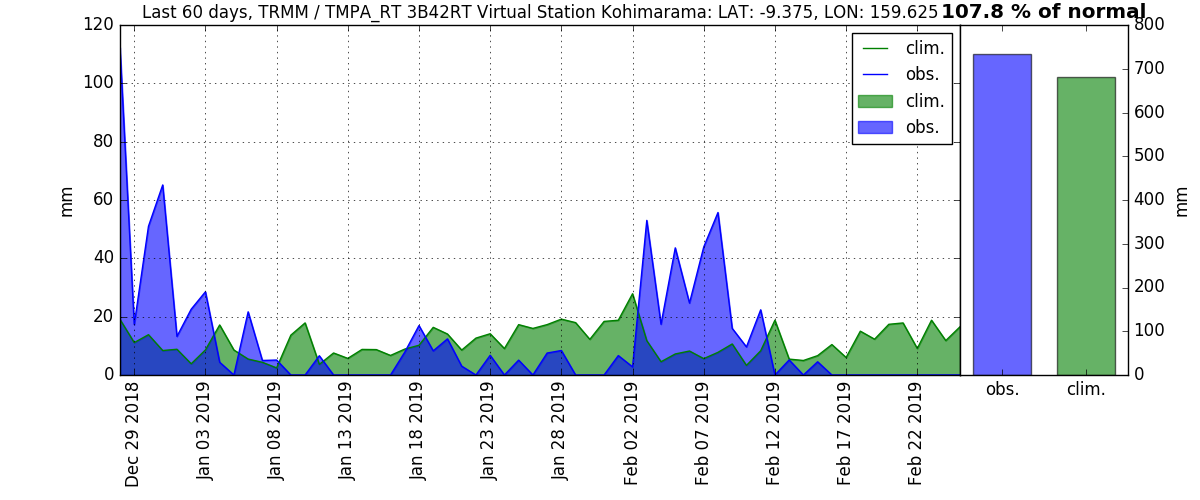 Last 60 days, TRMM / TMPA_RT 3B42RT Virtual Station Kohimarama: LAT: -9.375, LON: 159.625
107.8 % of normal
120
100
80
60
40
20
0
mm
clim.
obs.
clim.
obs.
800
700
600
500
400
300
200
100
0
mm
obs.
clim.
Dec 29 2018
Jan 03 2019
Jan 08 2019
Jan 13 2019
Jan 18 2019
Jan 23 2019
Jan 28 2019
Feb 02 2019
Feb 07 2019
Feb 12 2019
Feb 17 2019
Feb 22 2019